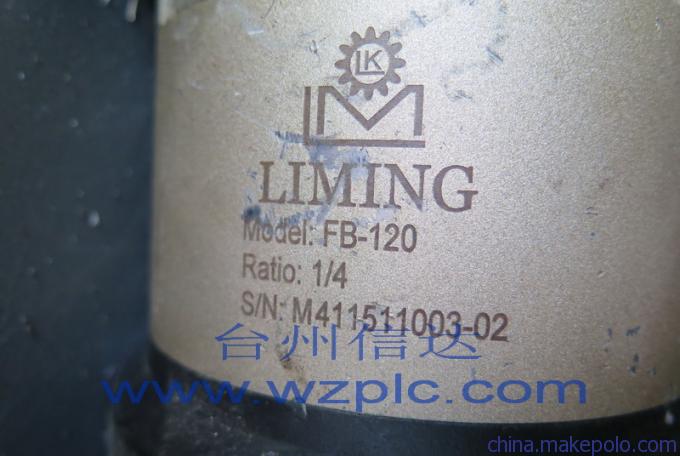 LK
LM
LIMING
Model: FB-120
Ratio: 1/4
S/N: M411511003-02
台州信达
www.wzplc.com
china.makepolo.com